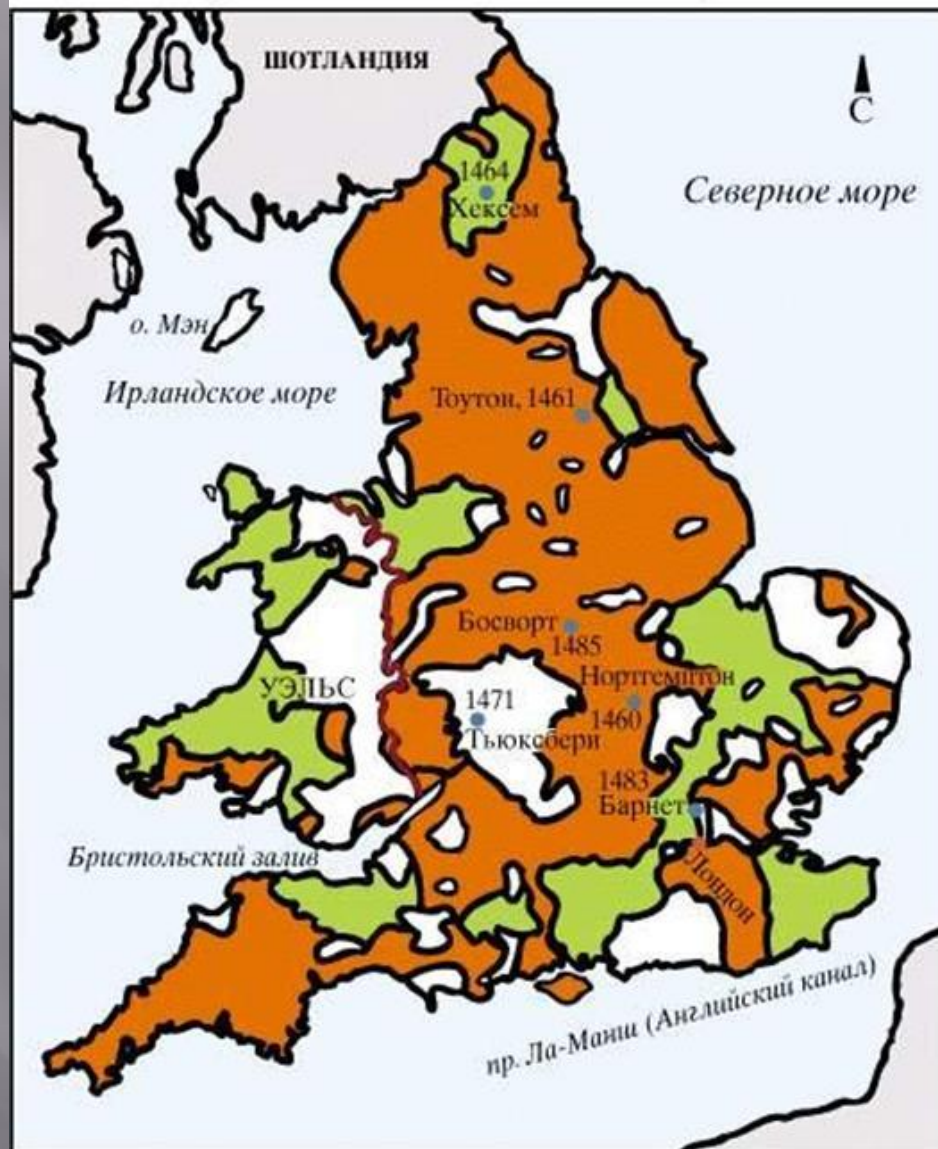 ШОТЛАНДИЯ
С
Северное море
1464
Хексем
о. Мэн
Ирландское море
Тоутон, 1461
Босворт
1485
Нортгемптон
1460
УЭЛЬС
1471
Тьюксбери
1483
Барнет
Бристольский залив
Лондон
пр. Ла-Манш (Английский канал)